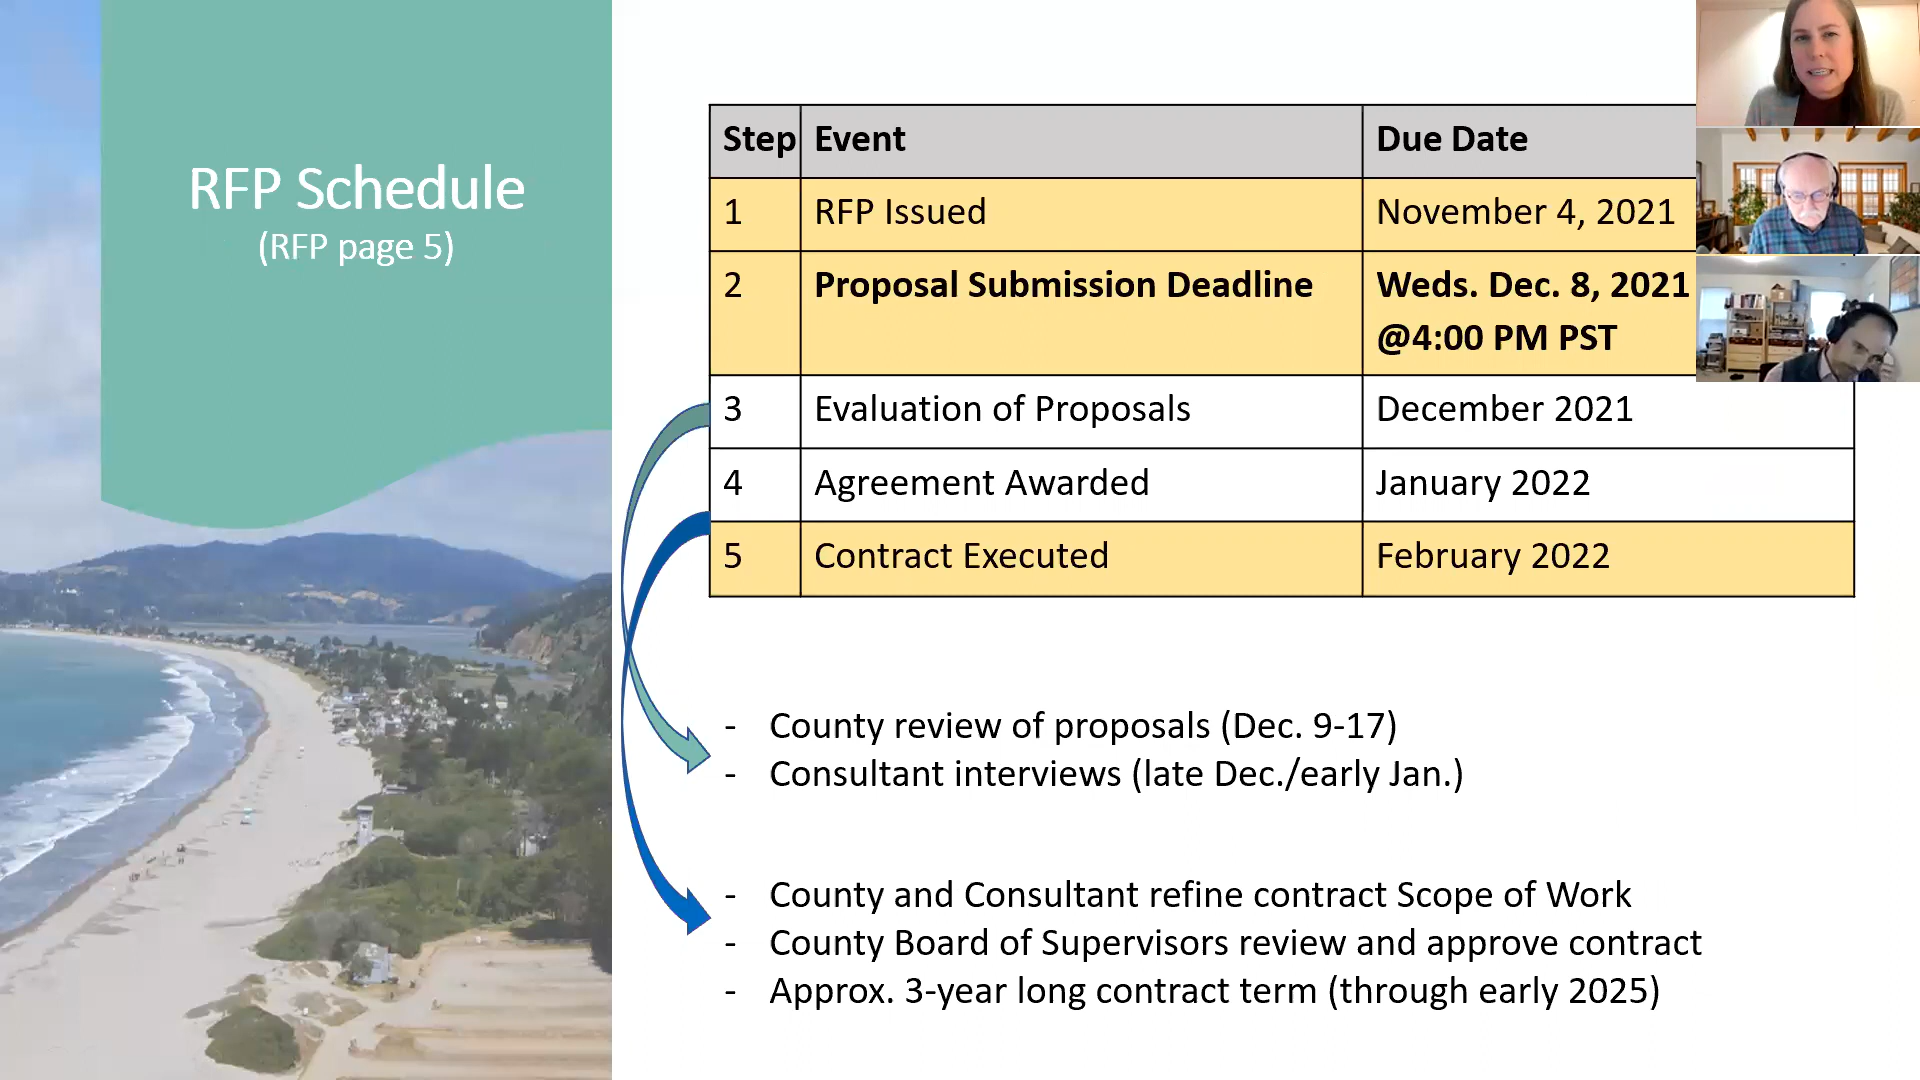 RFP Schedule
(RFP page 5)
Step Event Due Date
1 RFP Issued November 4, 2021
2 Proposal Submission Deadline Weds. Dec. 8, 2021
@4:00 PM PST
3 Evaluation of Proposals December 2021
4 Agreement Awarded January 2022
5 Contract Executed February 2022
- County review of proposals (Dec. 9-17)
- Consultant interviews (late Dec./early Jan.)
- County and Consultant refine contract Scope of Work
- County Board of Supervisors review and approve contract
- Approx. 3-year long contract term (through early 2025)